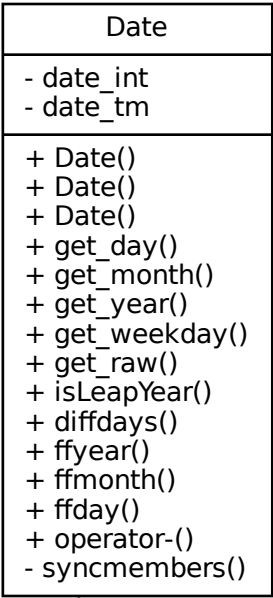 Date
- date_int
- date_tm
+ Date()
+ Date()
+ Date()
+ get_day()
+ get_month()
+ get_year()
+ get_weekday()
+ get_raw()
+ isLeapYear()
+ diffdays()
+ ffyear()
+ ffmonth()
+ ffday()
+ operator-()
- syncmembers()